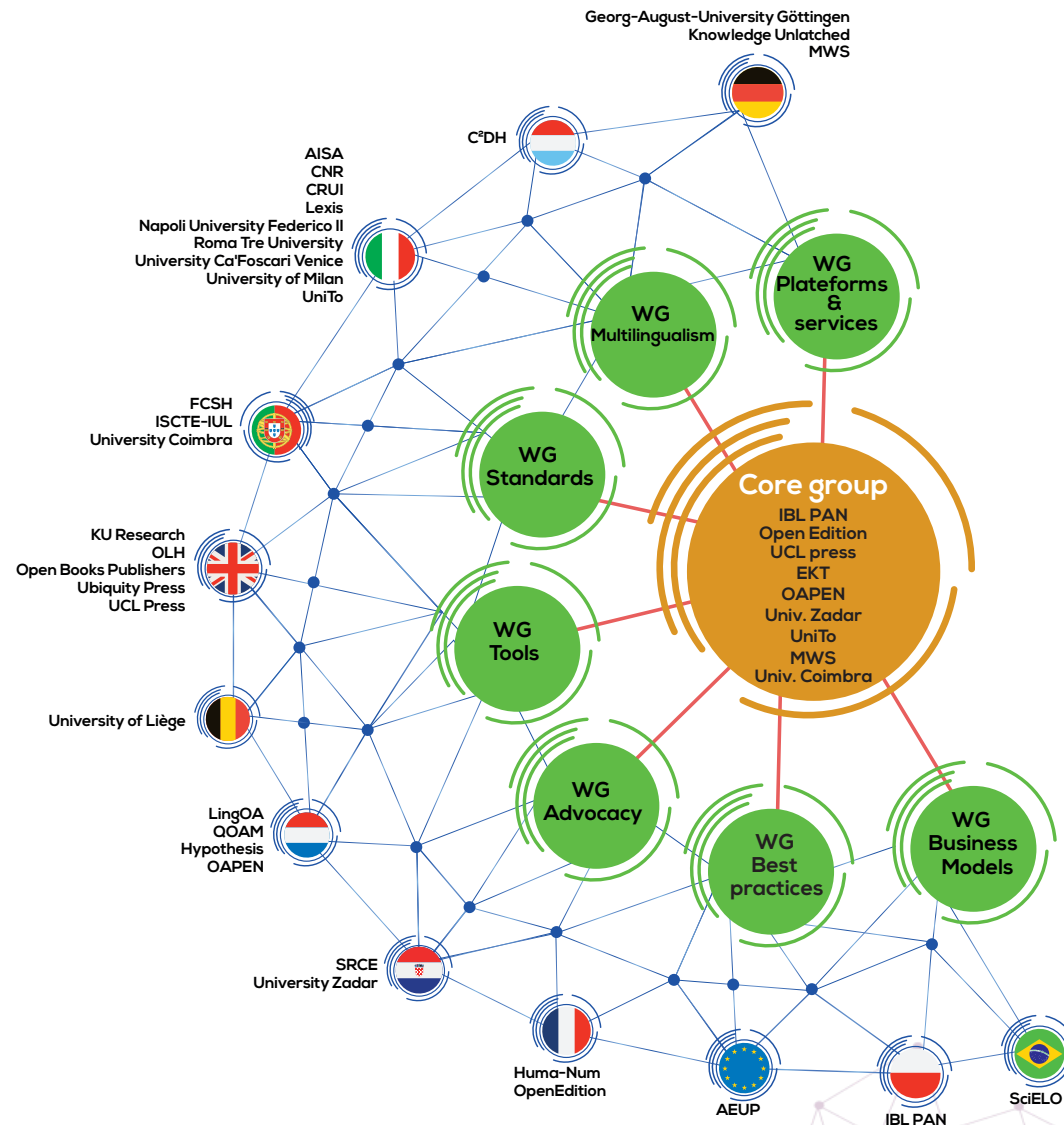 Georg-August-University Göttingen
Knowledge Unlatched
MWS
C²DH
AISA
CNR
CRUI
Lexis
Napoli University Federico II
Roma Tre University
University Ca'Foscari Venice
University of Milan
UniTo
WG
Plateforms
&
services
WG
Multilingualism
FCSH
ISCTE-IUL
University Coimbra
WG
Standards
Core group
IBL PAN
Open Edition
UCL press
EKT
OAPEN
Univ. Zadar
UniTo
MWS
Univ. Coimbra
KU Research
OLH
Open Books Publishers
Ubiquity Press
UCL Press
WG
Tools
University of Liège
WG
Advocacy
WG
Best
practices
WG
Business
Models
LingOA
QOAM
Hypothesis
OAPEN
SRCE
University Zadar
Huma-Num
OpenEdition
AEUP
IBL PAN
SciELO